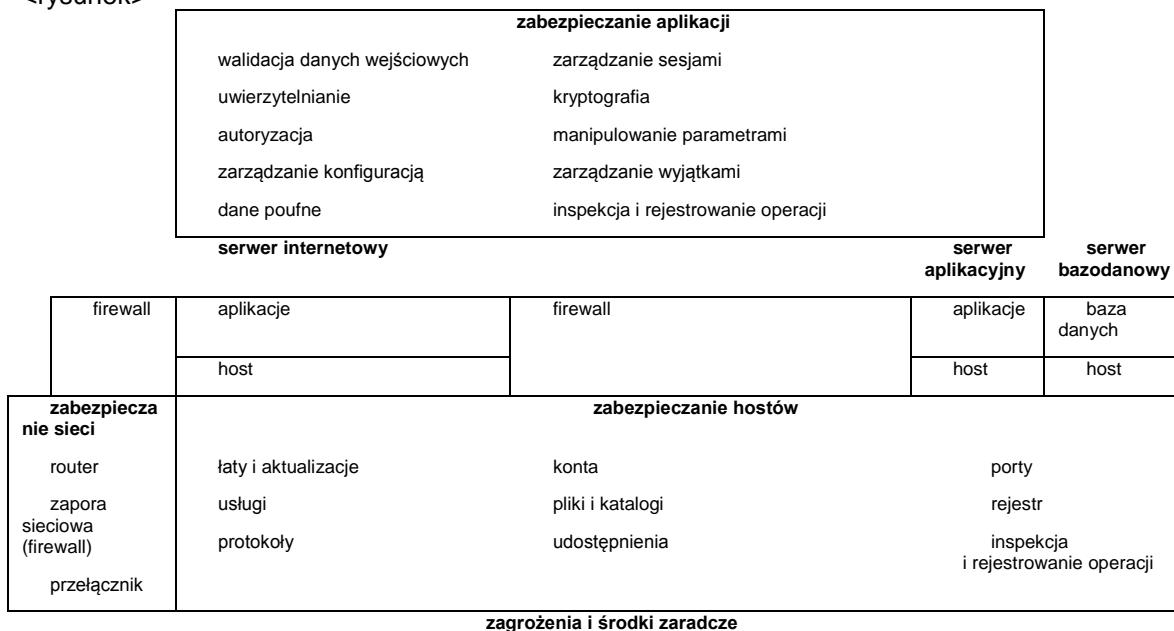 <rysunek>
zabezpieczanie aplikacji
walidacja danych wejściowych zarządzanie sesjami
uwierzytelnianie kryptografia
autoryzacja manipulowanie parametrami
zarządzanie konfiguracją zarządzanie wyjątkami
dane poufne inspekcja i rejestrowanie operacji
serwer internetowy serwer aplikacyjny serwer bazodanowy
firewall aplikacje firewall aplikacje baza danych
host host host
zabezpiecza
nie sieci
router
zapora
sieciowa
(firewall)
przełącznik
zabezpieczanie hostów
łaty i aktualizacje konta porty
usługi pliki i katalogi rejestr
protokoły udostępnienia inspekcja
i rejestrowanie operacji
zagrożenia i środki zaradcze